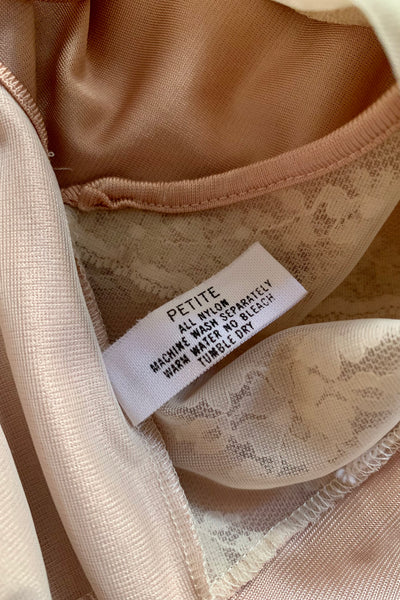 PETITE
ALL NYLON
MACHINE WASH SEPARATELY
WARM WATER NO BLEACH
TUMBLE DRY